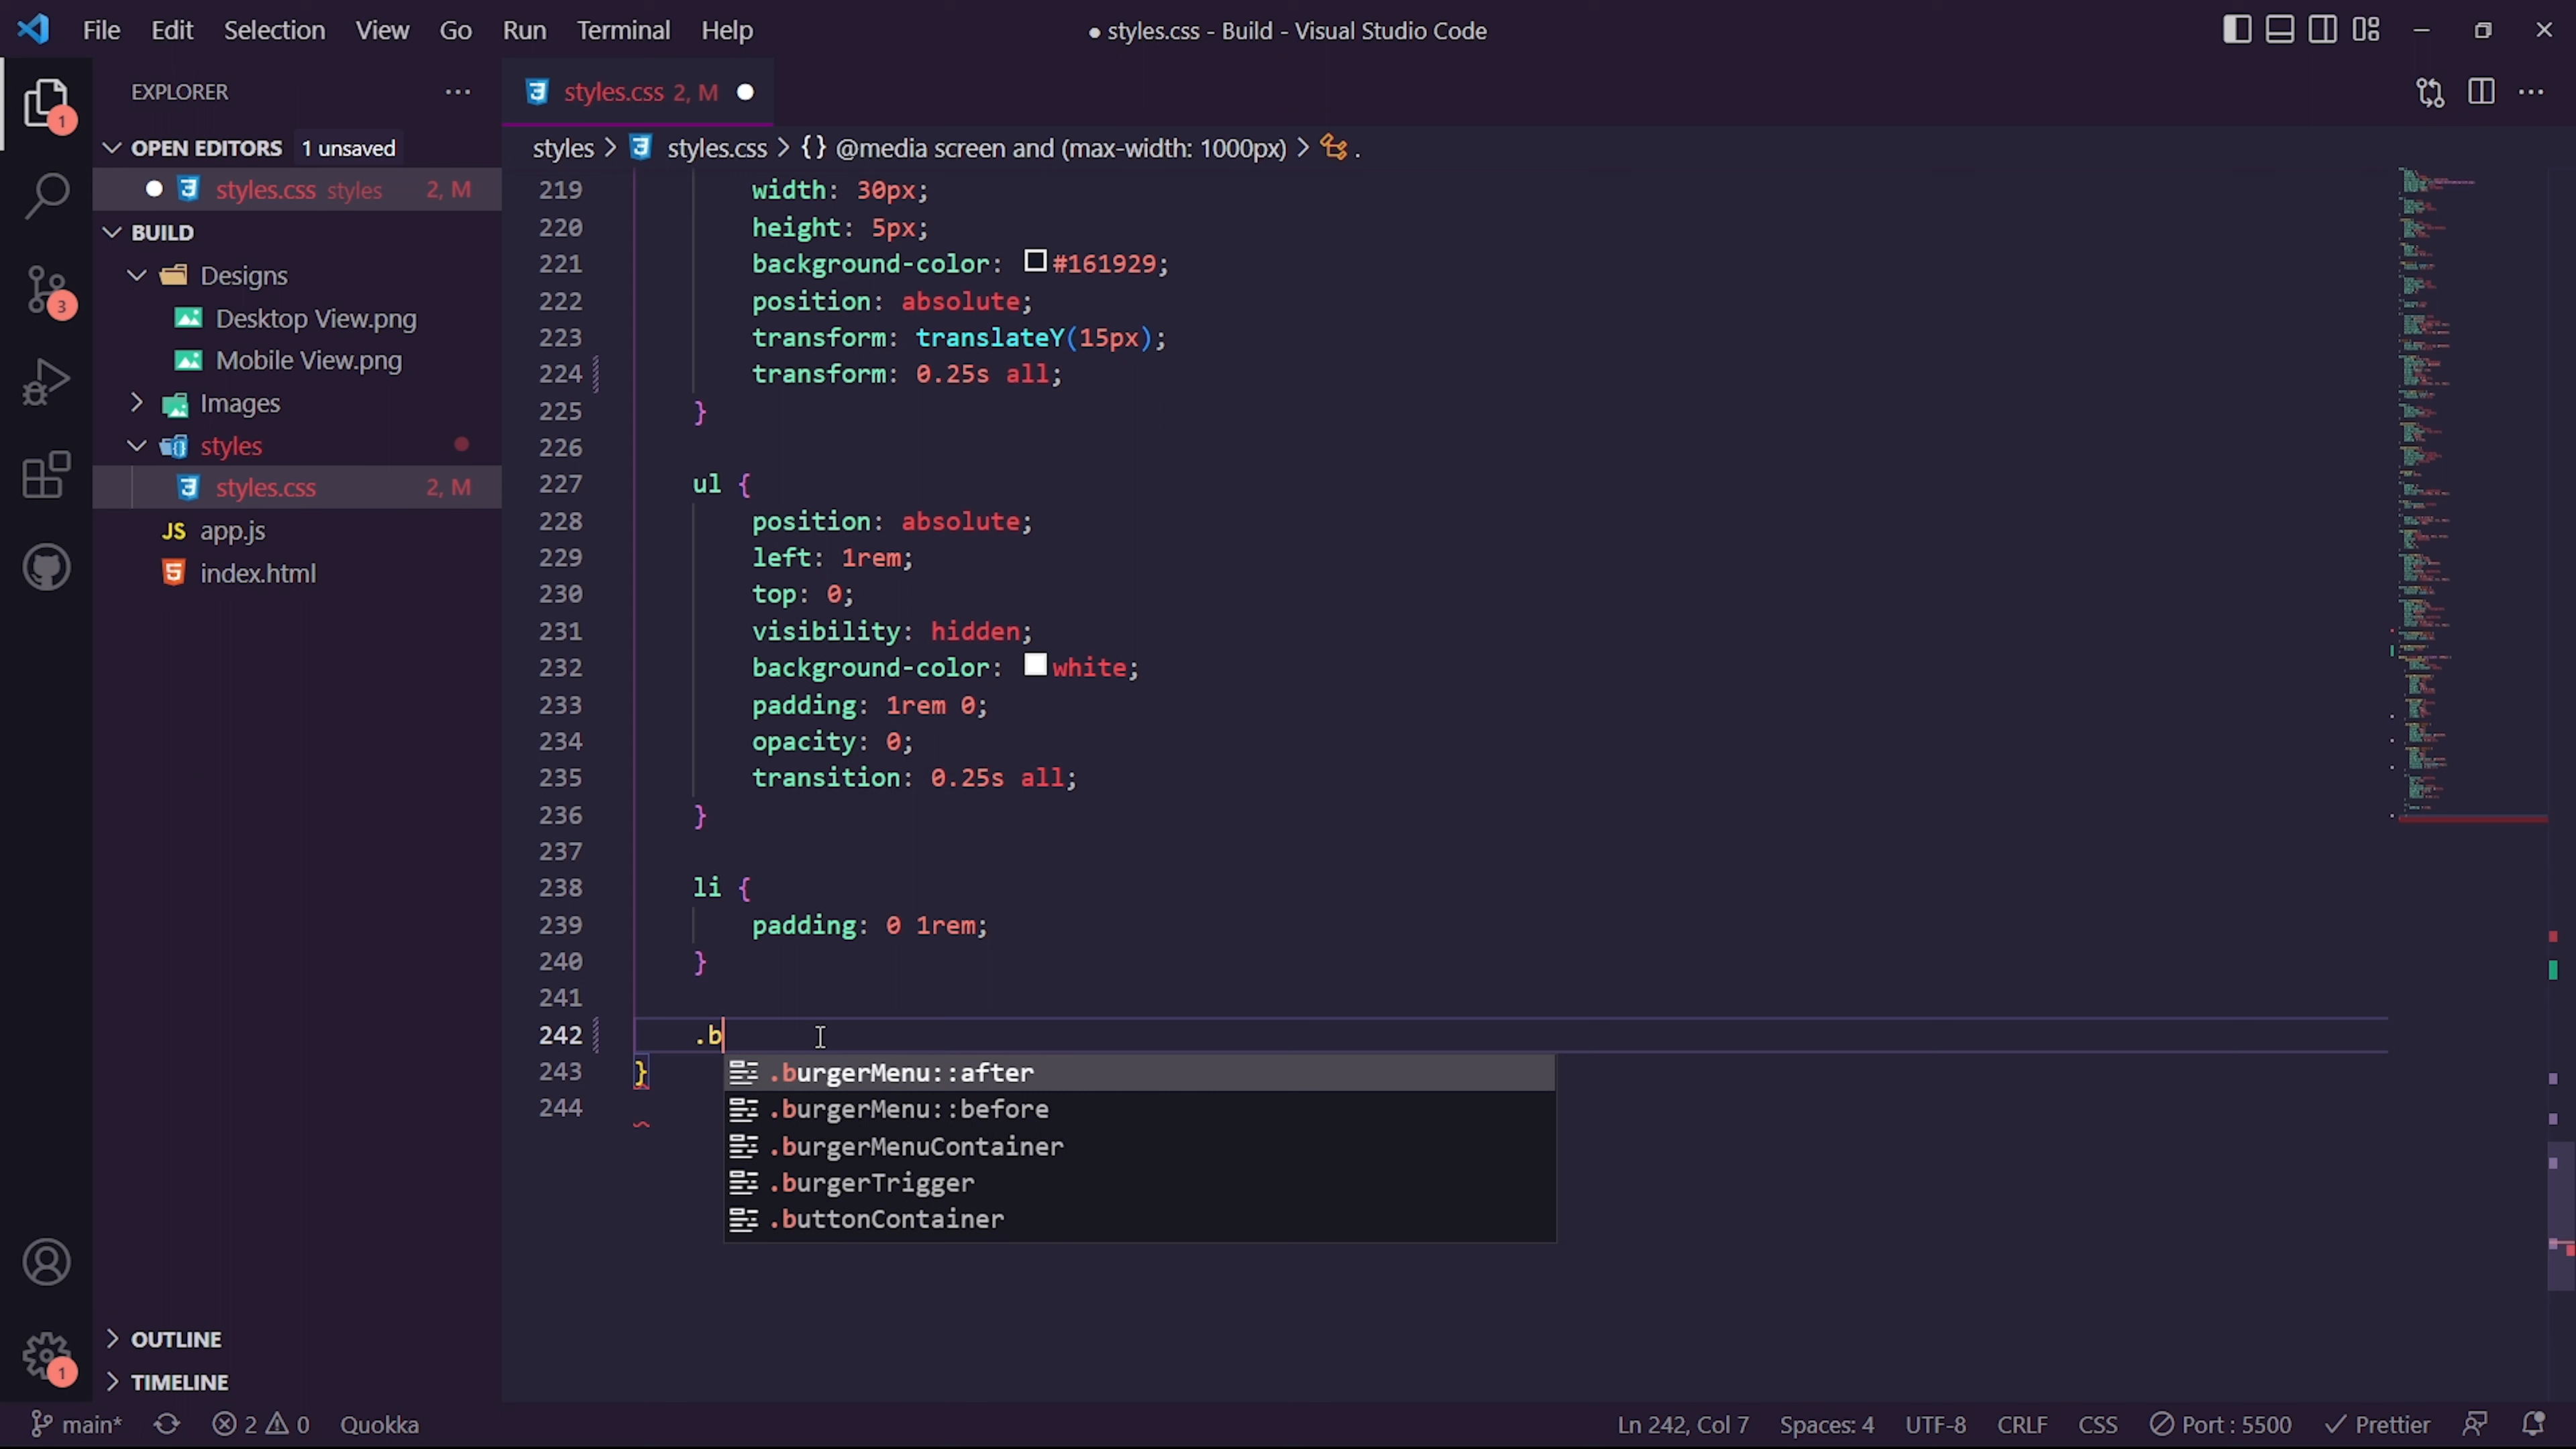 File Edit Selection View Go Run Terminal Help
● styles.css - Build - Visual Studio Code
EXPLORER
1
OPEN EDITORS 1 unsaved
styles.css styles 2, M
BUILD
Designs
3
Desktop View.png
Mobile View.png
Images
styles
styles.css 2, M
JS app.js
5 index.html
OUTLINE
1
TIMELINE
styles.css 2, M
styles > styles.css > {} @media screen and (max-width: 1000px) > .
219 width: 30px;
220 height: 5px;
221 background-color: #161929;
222 position: absolute;
223 transform: translateY(15px);
224 transform: 0.25s all;
225 }
226
227 ul {
228 position: absolute;
229 left: 1rem;
230 top: 0;
231 visibility: hidden;
232 background-color: white;
233 padding: 1rem 0;
234 opacity: 0;
235 transition: 0.25s all;
236 }
237
238 li {
239 padding: 0 1rem;
240 }
241
242 .b
243 }
244
.burgerMenu::after
.burgerMenu::before
.burgerMenuContainer
.burgerTrigger
.buttonContainer
main* 2 0 Quokka Ln 242, Col 7 Spaces: 4 UTF-8 CRLF CSS Port : 5500 Prettier